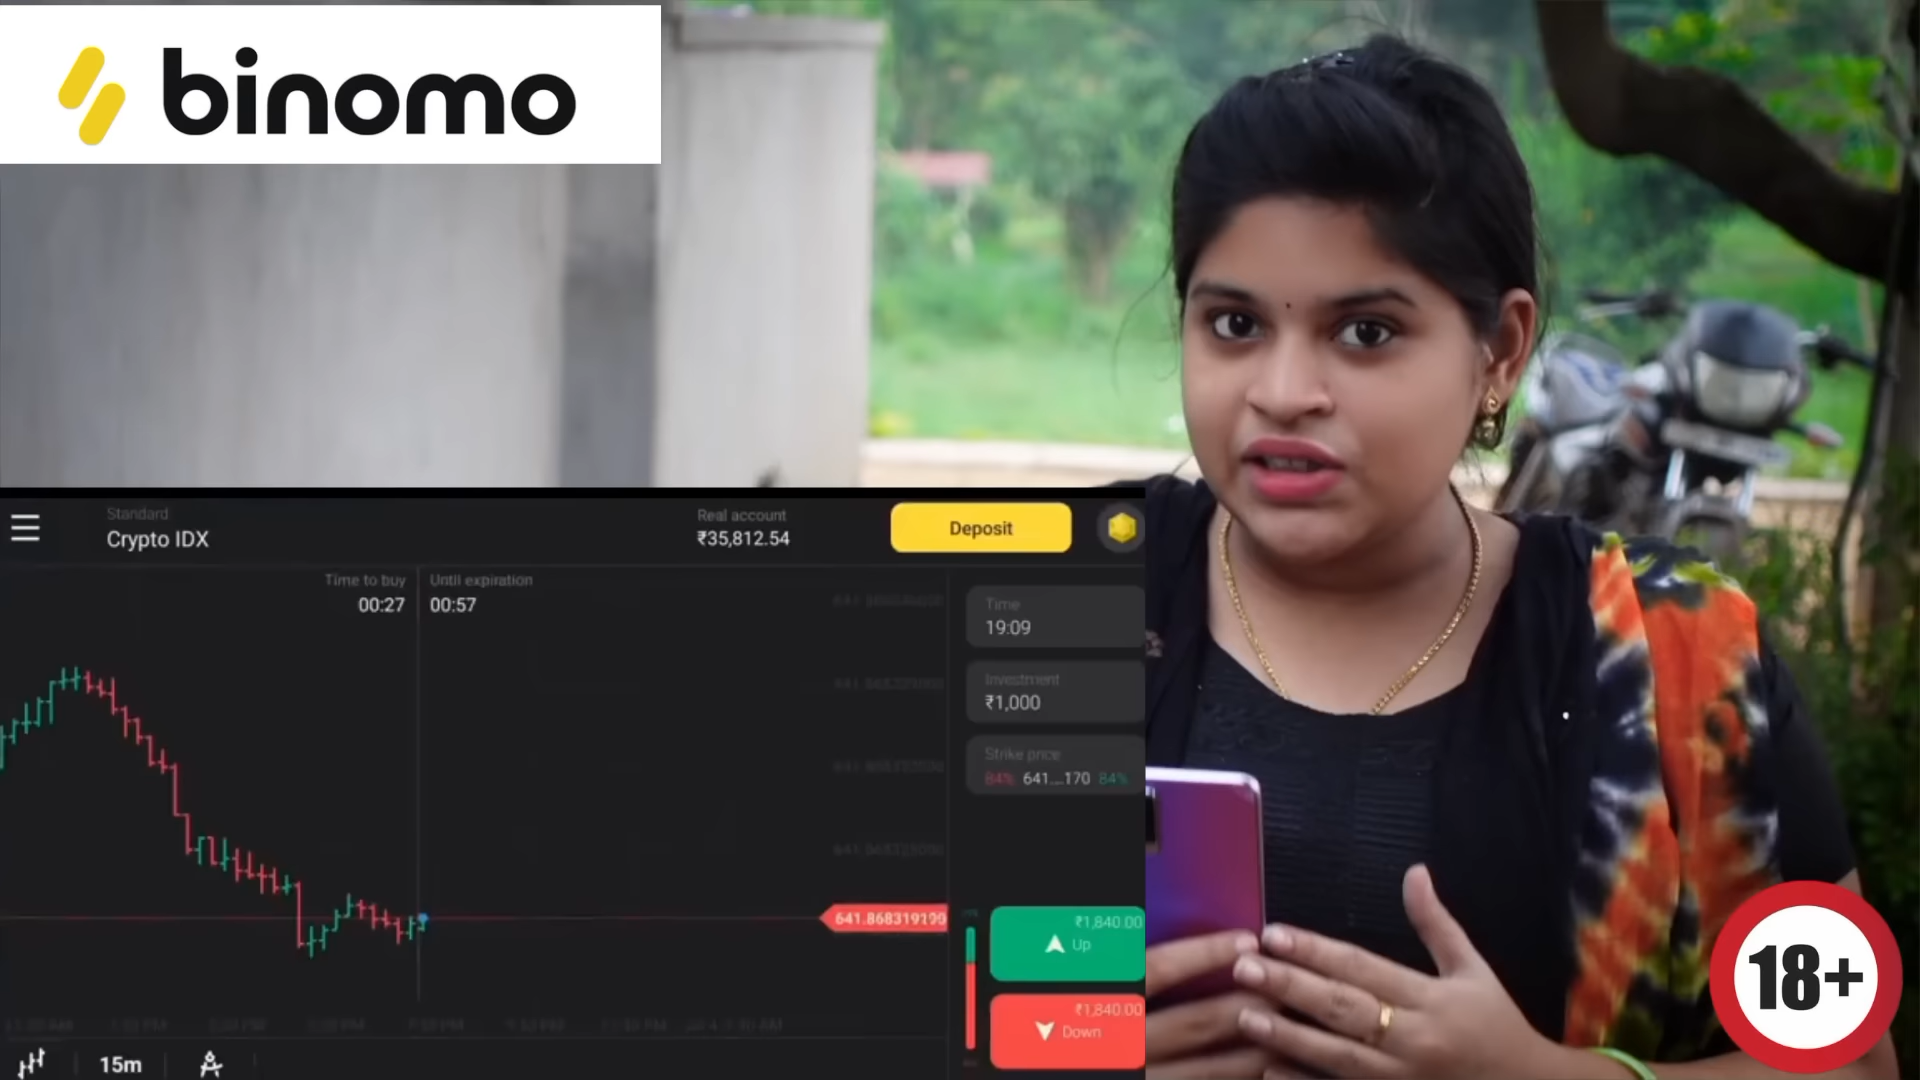 binomo
Standard
Crypto IDX
Real account
₹35,812.54
Deposit
Time to buy
00:27
Until expiration
00:57
Time
19:09
Investment
₹1,000
Strike price
84% 641....170 84%
641.868319190
₹1,840.00
Up
₹1,840.00
Down
15m
18+